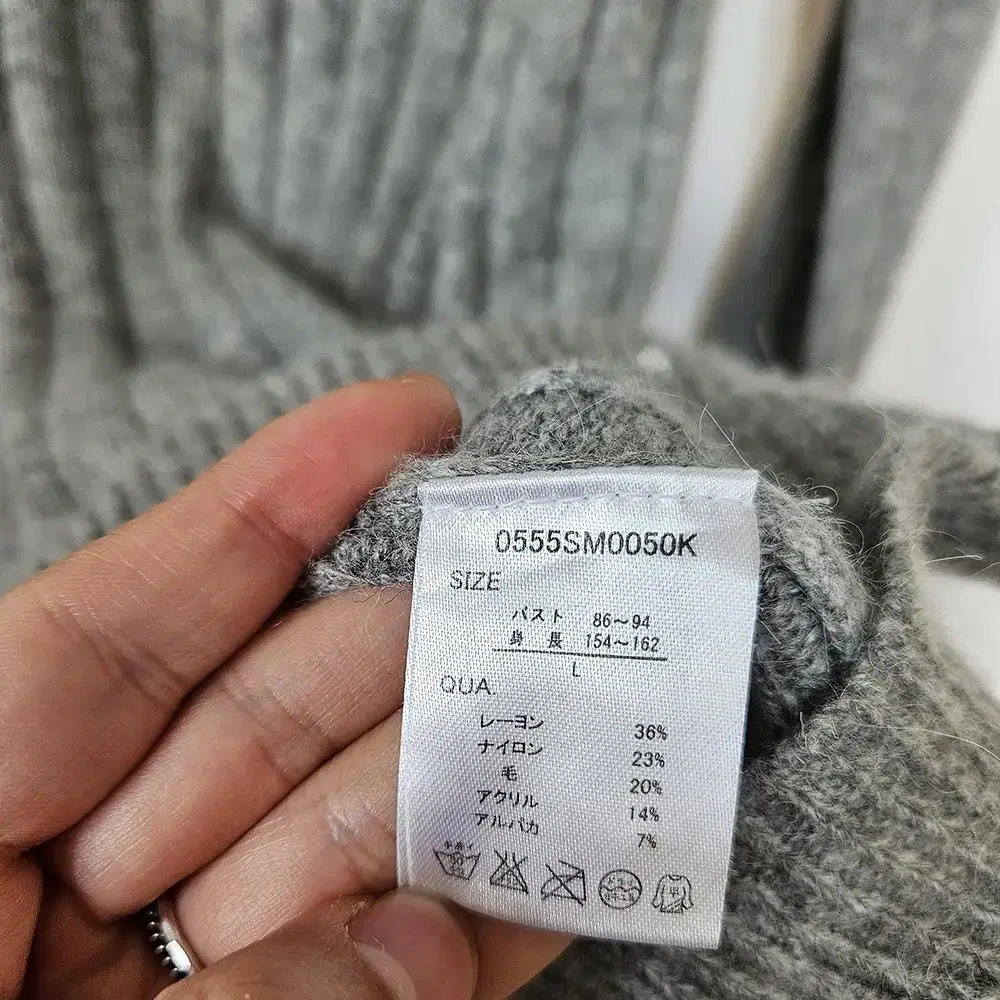 0555SM0050K
SIZE
バスト 86～94
身長 154～162
L
QUA.
レーヨン 36%
ナイロン 23%
毛 20%
アクリル 14%
アルパカ 7%